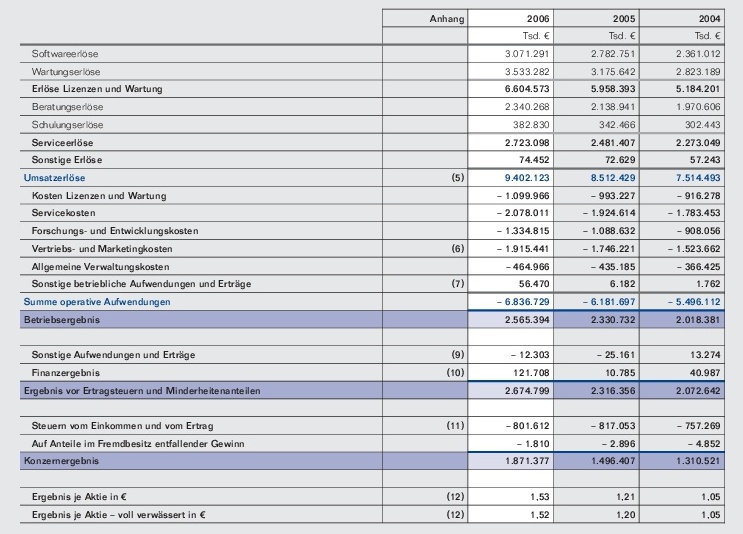 Anhang 2006 2005 2004
Tsd. € Tsd. € Tsd. €
Softwareerlöse 3.071.291 2.782.751 2.361.012
Wartungserlöse 3.533.282 3.175.642 2.823.189
Erlöse Lizenzen und Wartung 6.604.573 5.958.393 5.184.201
Beratungserlöse 2.340.268 2.138.941 1.970.606
Schulungserlöse 382.830 342.466 302.443
Serviceerlöse 2.723.098 2.481.407 2.273.049
Sonstige Erlöse 74.452 72.629 57.243
Umsatzerlöse (5) 9.402.123 8.512.429 7.514.493
Kosten Lizenzen und Wartung – 1.099.966 – 993.227 – 916.278
Servicekosten – 2.078.011 – 1.924.614 – 1.783.453
Forschungs- und Entwicklungskosten – 1.334.815 – 1.088.632 – 908.056
Vertriebs- und Marketingkosten (6) – 1.915.441 – 1.746.221 – 1.523.662
Allgemeine Verwaltungskosten – 464.966 – 435.185 – 366.425
Sonstige betriebliche Aufwendungen und Erträge (7) 56.470 6.182 1.762
Summe operative Aufwendungen – 6.836.729 – 6.181.697 – 5.496.112
Betriebsergebnis 2.565.394 2.330.732 2.018.381
Sonstige Aufwendungen und Erträge (9) – 12.303 – 25.161 13.274
Finanzergebnis (10) 121.708 10.785 40.987
Ergebnis vor Ertragsteuern und Minderheitenanteilen 2.674.799 2.316.356 2.072.642
Steuern vom Einkommen und vom Ertrag (11) – 801.612 – 817.053 – 757.269
Auf Anteile im Fremdbesitz entfallender Gewinn – 1.810 – 2.896 – 4.852
Konzernergebnis 1.871.377 1.496.407 1.310.521
Ergebnis je Aktie in € (12) 1,53 1,21 1,05
Ergebnis je Aktie – voll verwässert in € (12) 1,52 1,20 1,05